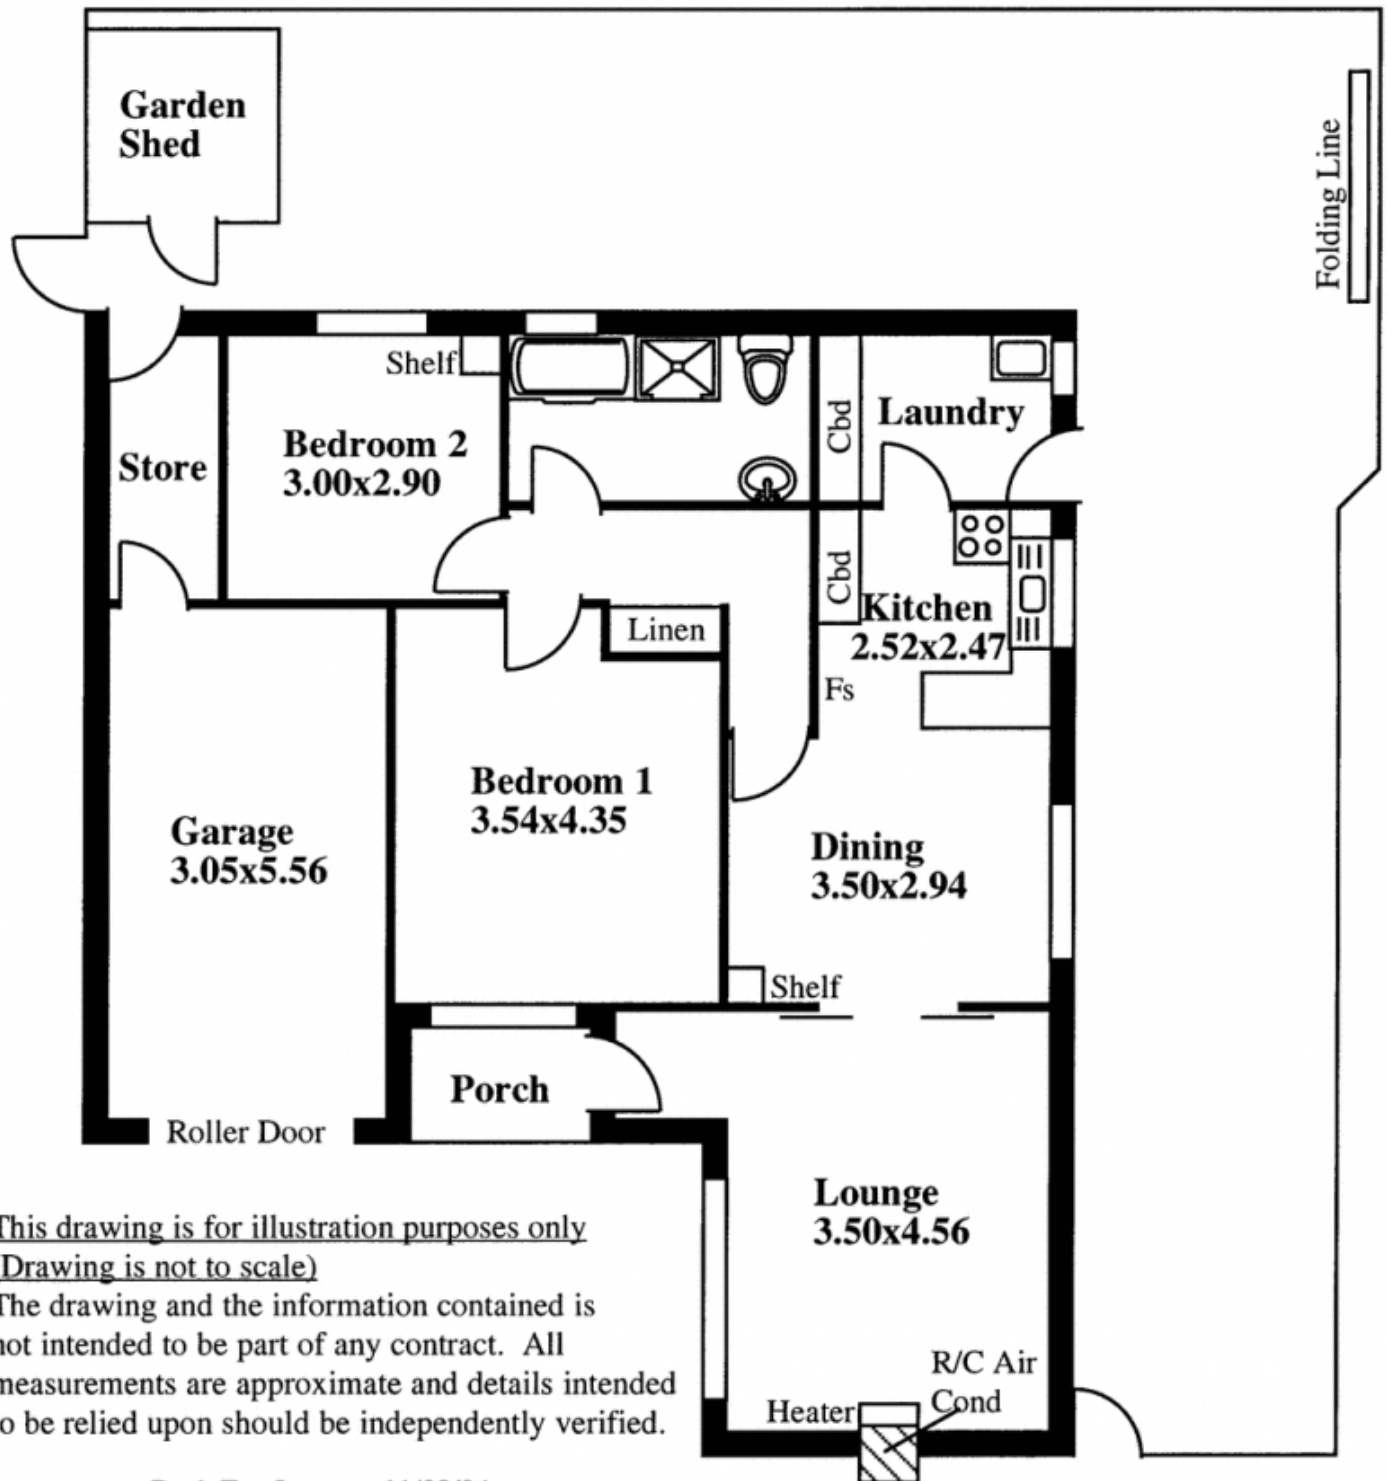 Garden
Shed
Folding Line
Shelf
Bedroom 2
3.00x2.90
Store
Cbd
Laundry
Cbd
Kitchen
2.52x2.47
Linen
Fs
Bedroom 1
3.54x4.35
Garage
3.05x5.56
Dining
3.50x2.94
Shelf
Porch
Roller Door
Lounge
3.50x4.56
This drawing is for illustration purposes only
(Drawing is not to scale)
The drawing and the information contained is
not intended to be part of any contract. All
measurements are approximate and details intended
to be relied upon should be independently verified.
R/C Air
Cond
Heater